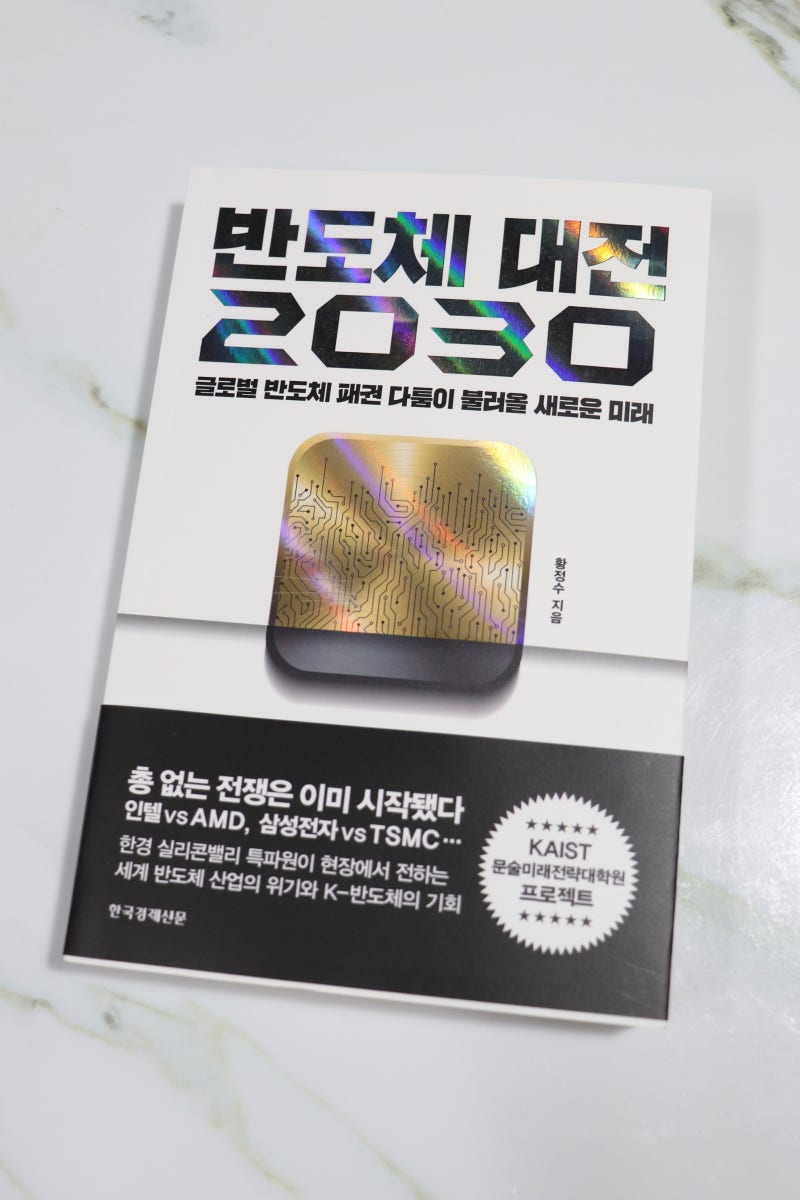 반도체 대전
2030
글로벌 반도체 패권 다툼이 불러올 새로운 미래
황정수 지음
총 없는 전쟁은 이미 시작됐다
인텔 vs AMD, 삼성전자 vs TSMC…
한경 실리콘밸리 특파원이 현장에서 전하는
세계 반도체 산업의 위기와 K-반도체의 기회
한국경제신문
★★★★★
KAIST
문술미래전략대학원
프로젝트
★★★★★